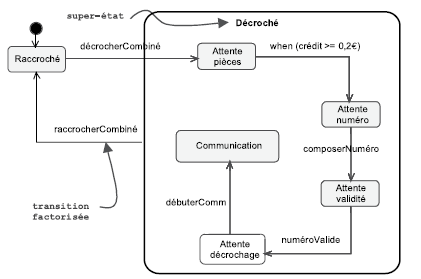 super-état
Décroché
décrocherCombiné
Attente
pièces
when (crédit >= 0,2€)
Raccroché
Attente
numéro
raccrocherCombiné
Communication
composerNuméro
Attente
validité
transition
factorisée
débuterComm
numéroValide
Attente
décrochage